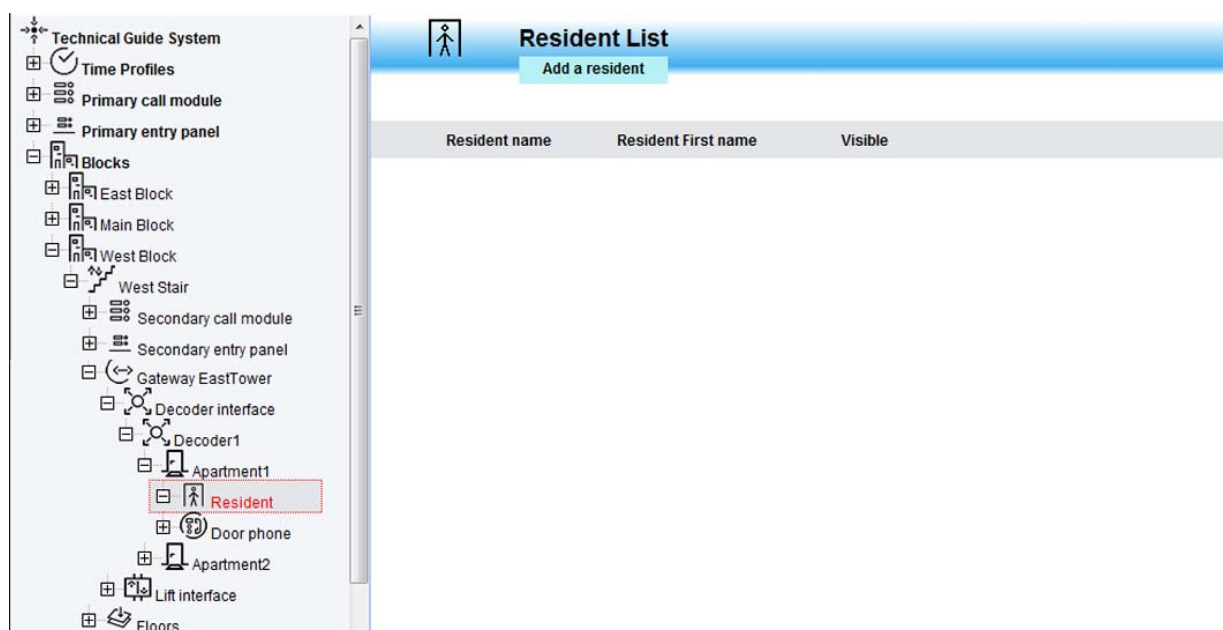 Technical Guide System
Time Profiles
Primary call module
Primary entry panel
Blocks
East Block
Main Block
West Block
West Stair
Secondary call module
Secondary entry panel
Gateway EastTower
Decoder interface
Decoder1
Apartment1
Resident
Door phone
Apartment2
Lift interface
Floors
Resident List
Add a resident
Resident name Resident First name Visible